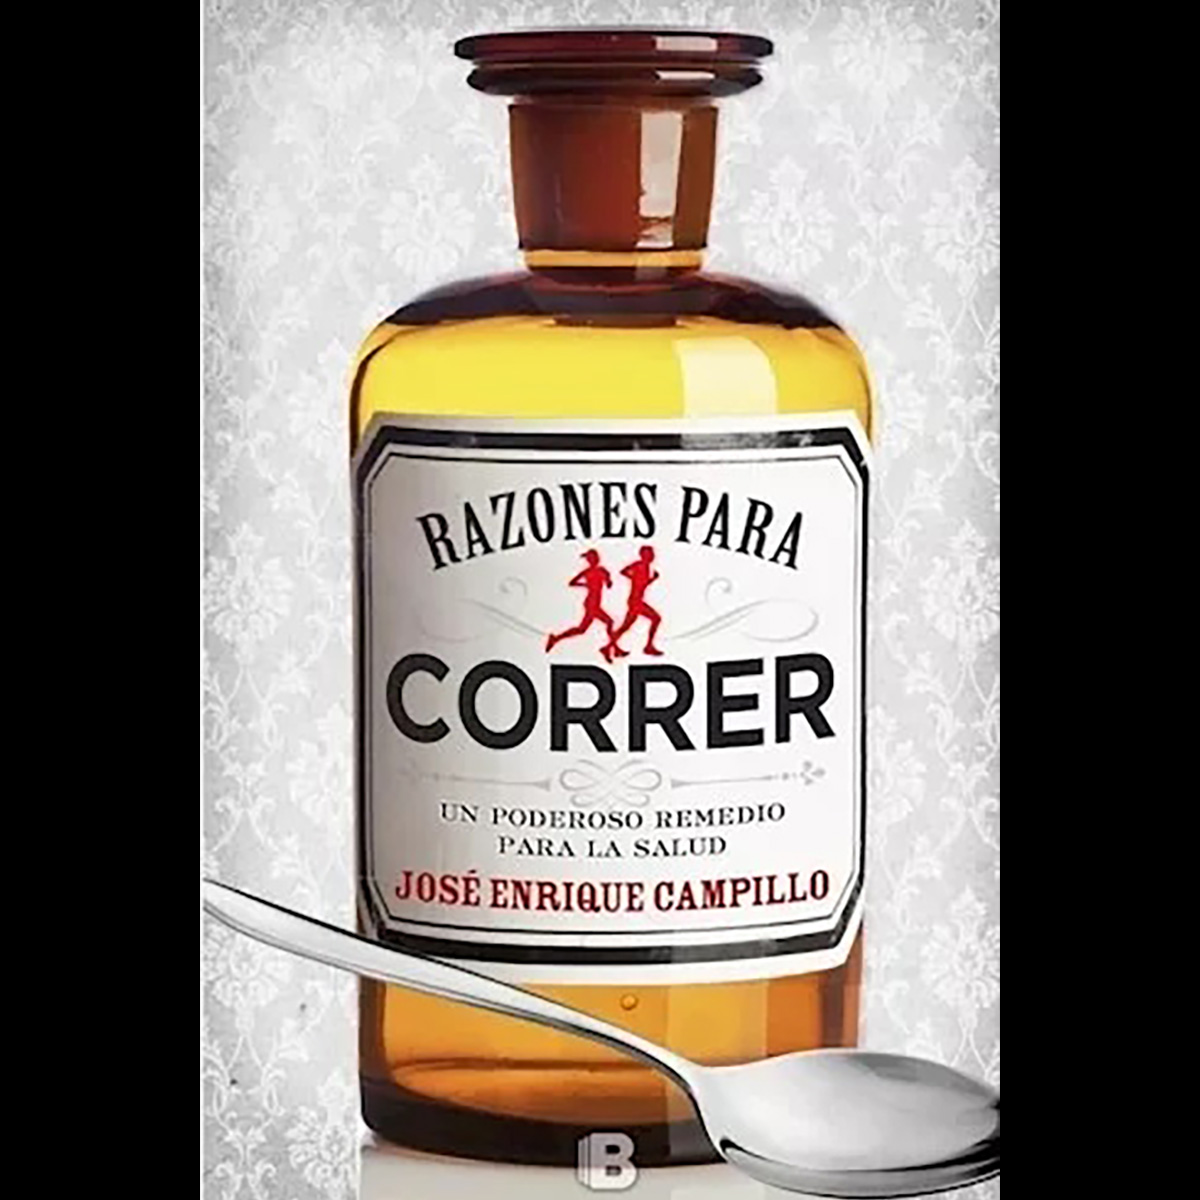 RAZONES PARA
CORRER
UN PODEROSO REMEDIO
PARA LA SALUD
JOSÉ ENRIQUE CAMPILLO
B